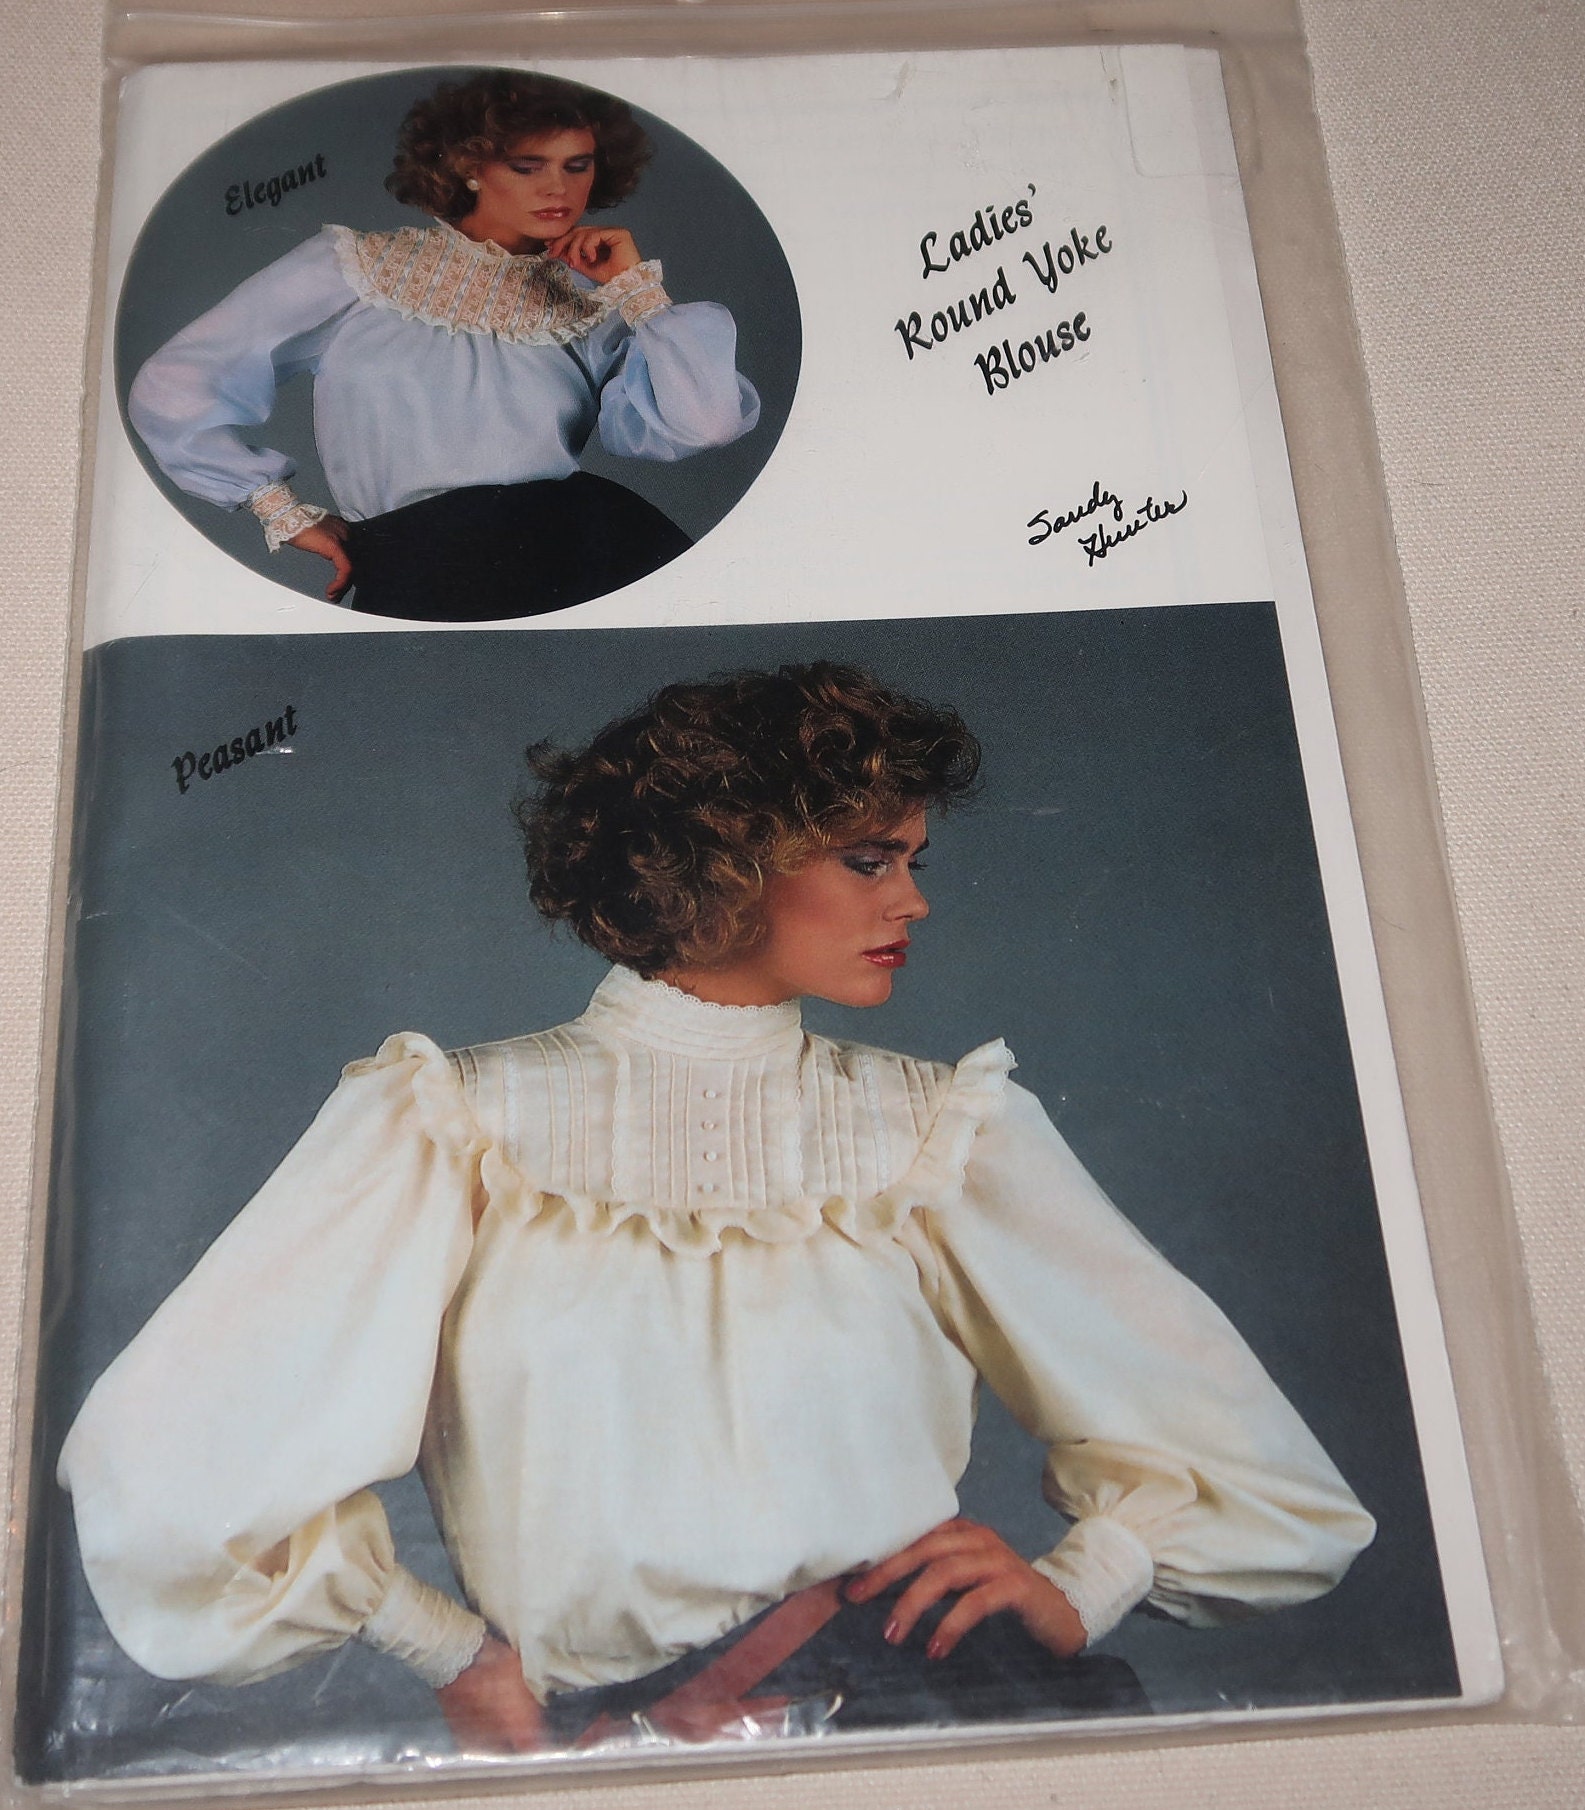 Elegant
Ladies'
Round Yoke
Blouse
Sandy
Hunter
Peasant